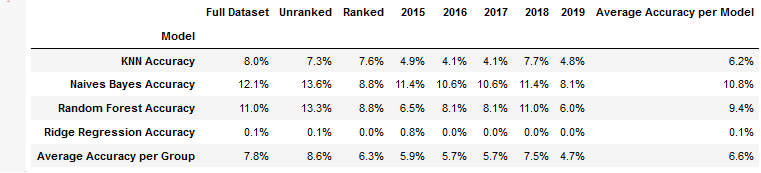 Full Dataset Unranked Ranked 2015 2016 2017 2018 2019 Average Accuracy per Model
Model
KNN Accuracy 8.0% 7.3% 7.6% 4.9% 4.1% 4.1% 7.7% 4.8% 6.2%
Naives Bayes Accuracy 12.1% 13.6% 8.8% 11.4% 10.6% 10.6% 11.4% 8.1% 10.8%
Random Forest Accuracy 11.0% 13.3% 8.8% 6.5% 8.1% 8.1% 11.0% 6.0% 9.4%
Ridge Regression Accuracy 0.1% 0.1% 0.0% 0.8% 0.0% 0.0% 0.0% 0.0% 0.1%
Average Accuracy per Group 7.8% 8.6% 6.3% 5.9% 5.7% 5.7% 7.5% 4.7% 6.6%